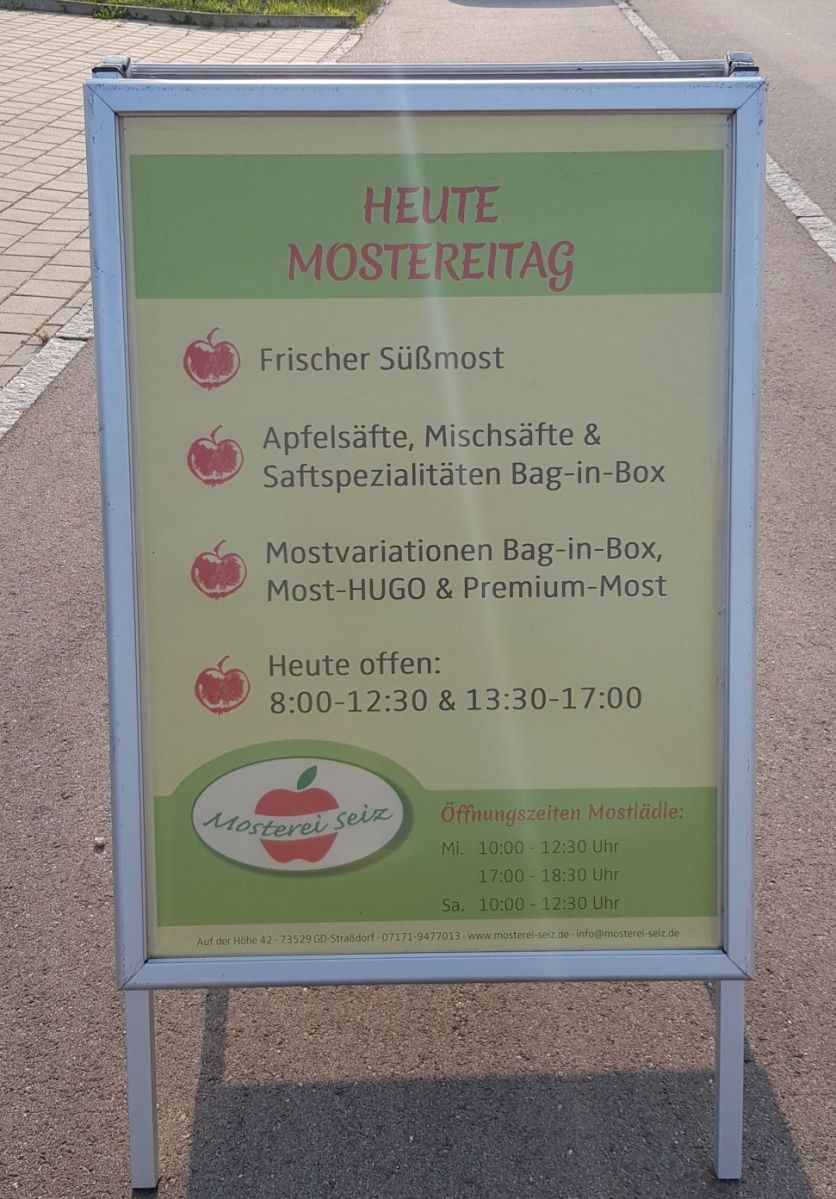 HEUTE
MOSTEREITAG
Frischer Süßmost
Apfelsäfte, Mischsäfte &
Saftspezialitäten Bag-in-Box
Mostvariationen Bag-in-Box,
Most-HUGO & Premium-Most
Heute offen:
8:00-12:30 & 13:30-17:00
Mosterei Seiz
Öffnungszeiten Mostlädle:
Mi. 10:00 - 12:30 Uhr
17:00 - 18:30 Uhr
Sa. 10:00 - 12:30 Uhr
Auf der Höhe 42 · 73529 GD-Straßdorf · 07171-9477013 · www.mosterei-seiz.de · info@mosterei-seiz.de